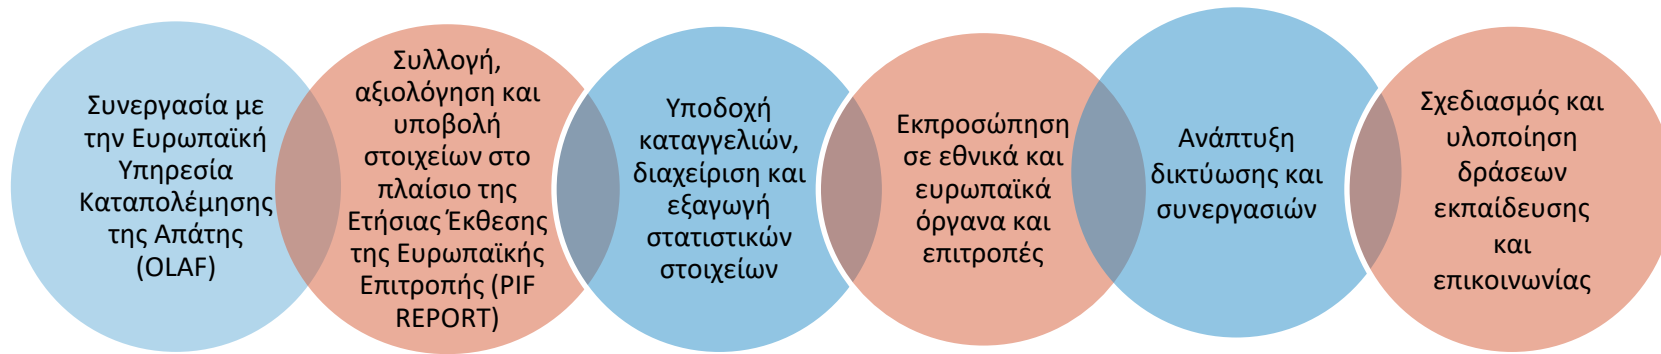 Συνεργασία με
την Ευρωπαϊκή
Υπηρεσία
Καταπολέμησης
της Απάτης
(OLAF)
Συλλογή,
αξιολόγηση και
υποβολή
στοιχείων στο
πλαίσιο της
Ετήσιας Έκθεσης
της Ευρωπαϊκής
Επιτροπής (PIF
REPORT)
Υποδοχή
καταγγελιών,
διαχείριση και
εξαγωγή
στατιστικών
στοιχείων
Εκπροσώπηση
σε εθνικά και
ευρωπαϊκά
όργανα και
επιτροπές
Ανάπτυξη
δικτύωσης και
συνεργασιών
Σχεδιασμός και
υλοποίηση
δράσεων
εκπαίδευσης
και
επικοινωνίας